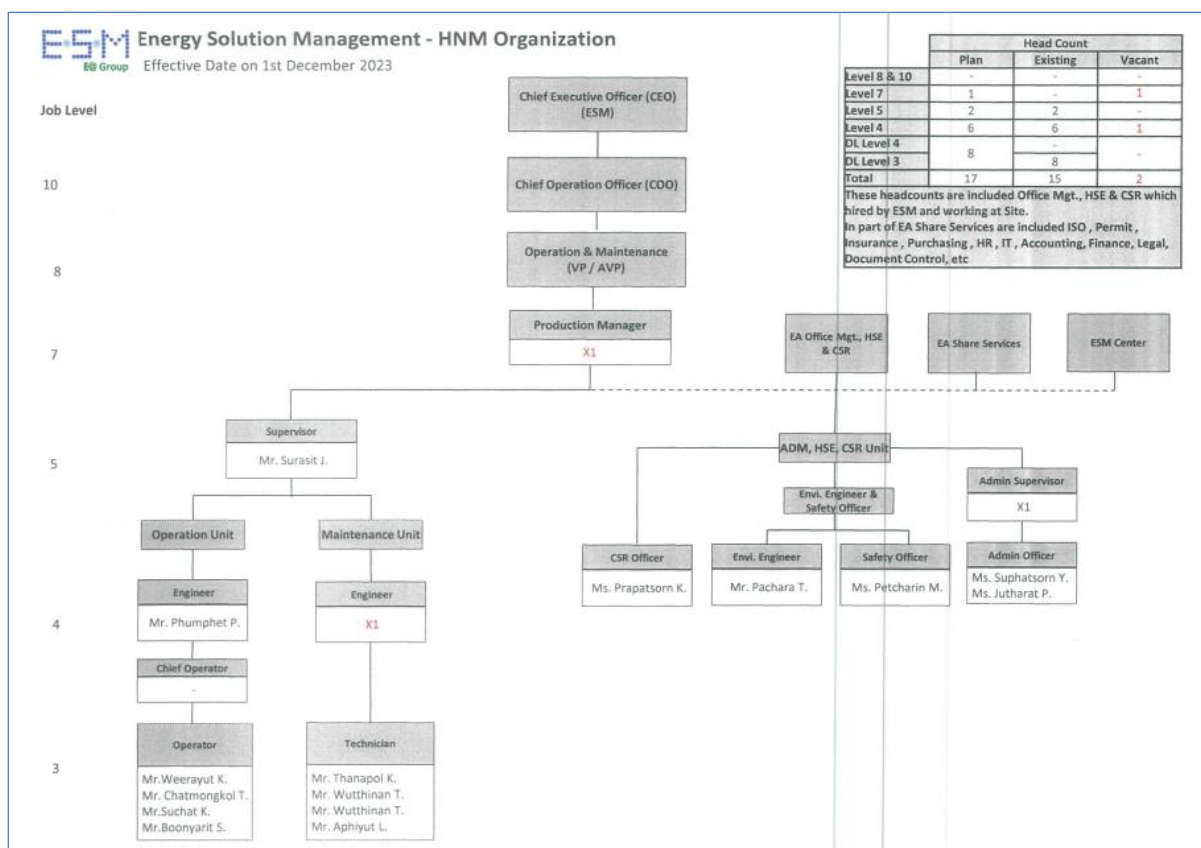 E·S·M
EA Group
Energy Solution Management - HNM Organization
Effective Date on 1st December 2023
Head Count
Plan Existing Vacant
Level 8 & 10 - - -
Level 7 1 - 1
Level 5 2 2 -
Level 4 6 6 1
DL Level 4 8 - -
DL Level 3 8
Total 17 15 2
These headcounts are included Office Mgt., HSE & CSR which
hired by ESM and working at Site.
In part of EA Share Services are included ISO , Permit ,
Insurance , Purchasing , HR , IT , Accounting, Finance, Legal,
Document Control, etc
Job Level
Chief Executive Officer (CEO)
(ESM)
10
Chief Operation Officer (COO)
8
Operation & Maintenance
(VP / AVP)
7
Production Manager
X1
EA Office Mgt., HSE
& CSR
EA Share Services
ESM Center
5
Supervisor
Mr. Surasit J.
ADM, HSE, CSR Unit
Envi. Engineer &
Safety Officer
Admin Supervisor
X1
Operation Unit
Maintenance Unit
CSR Officer
Ms. Prapatsorn K.
Envi. Engineer
Mr. Pachara T.
Safety Officer
Ms. Petcharin M.
Admin Officer
Ms. Suphatsorn Y.
Ms. Jutharat P.
4
Engineer
Mr. Phumphet P.
Engineer
X1
Chief Operator
-
3
Operator
Mr.Weerayut K.
Mr. Chatmongkol T.
Mr.Suchat K.
Mr.Boonyarit S.
Technician
Mr. Thanapol K.
Mr. Wutthinan T.
Mr. Wutthinan T.
Mr. Aphiyut L.